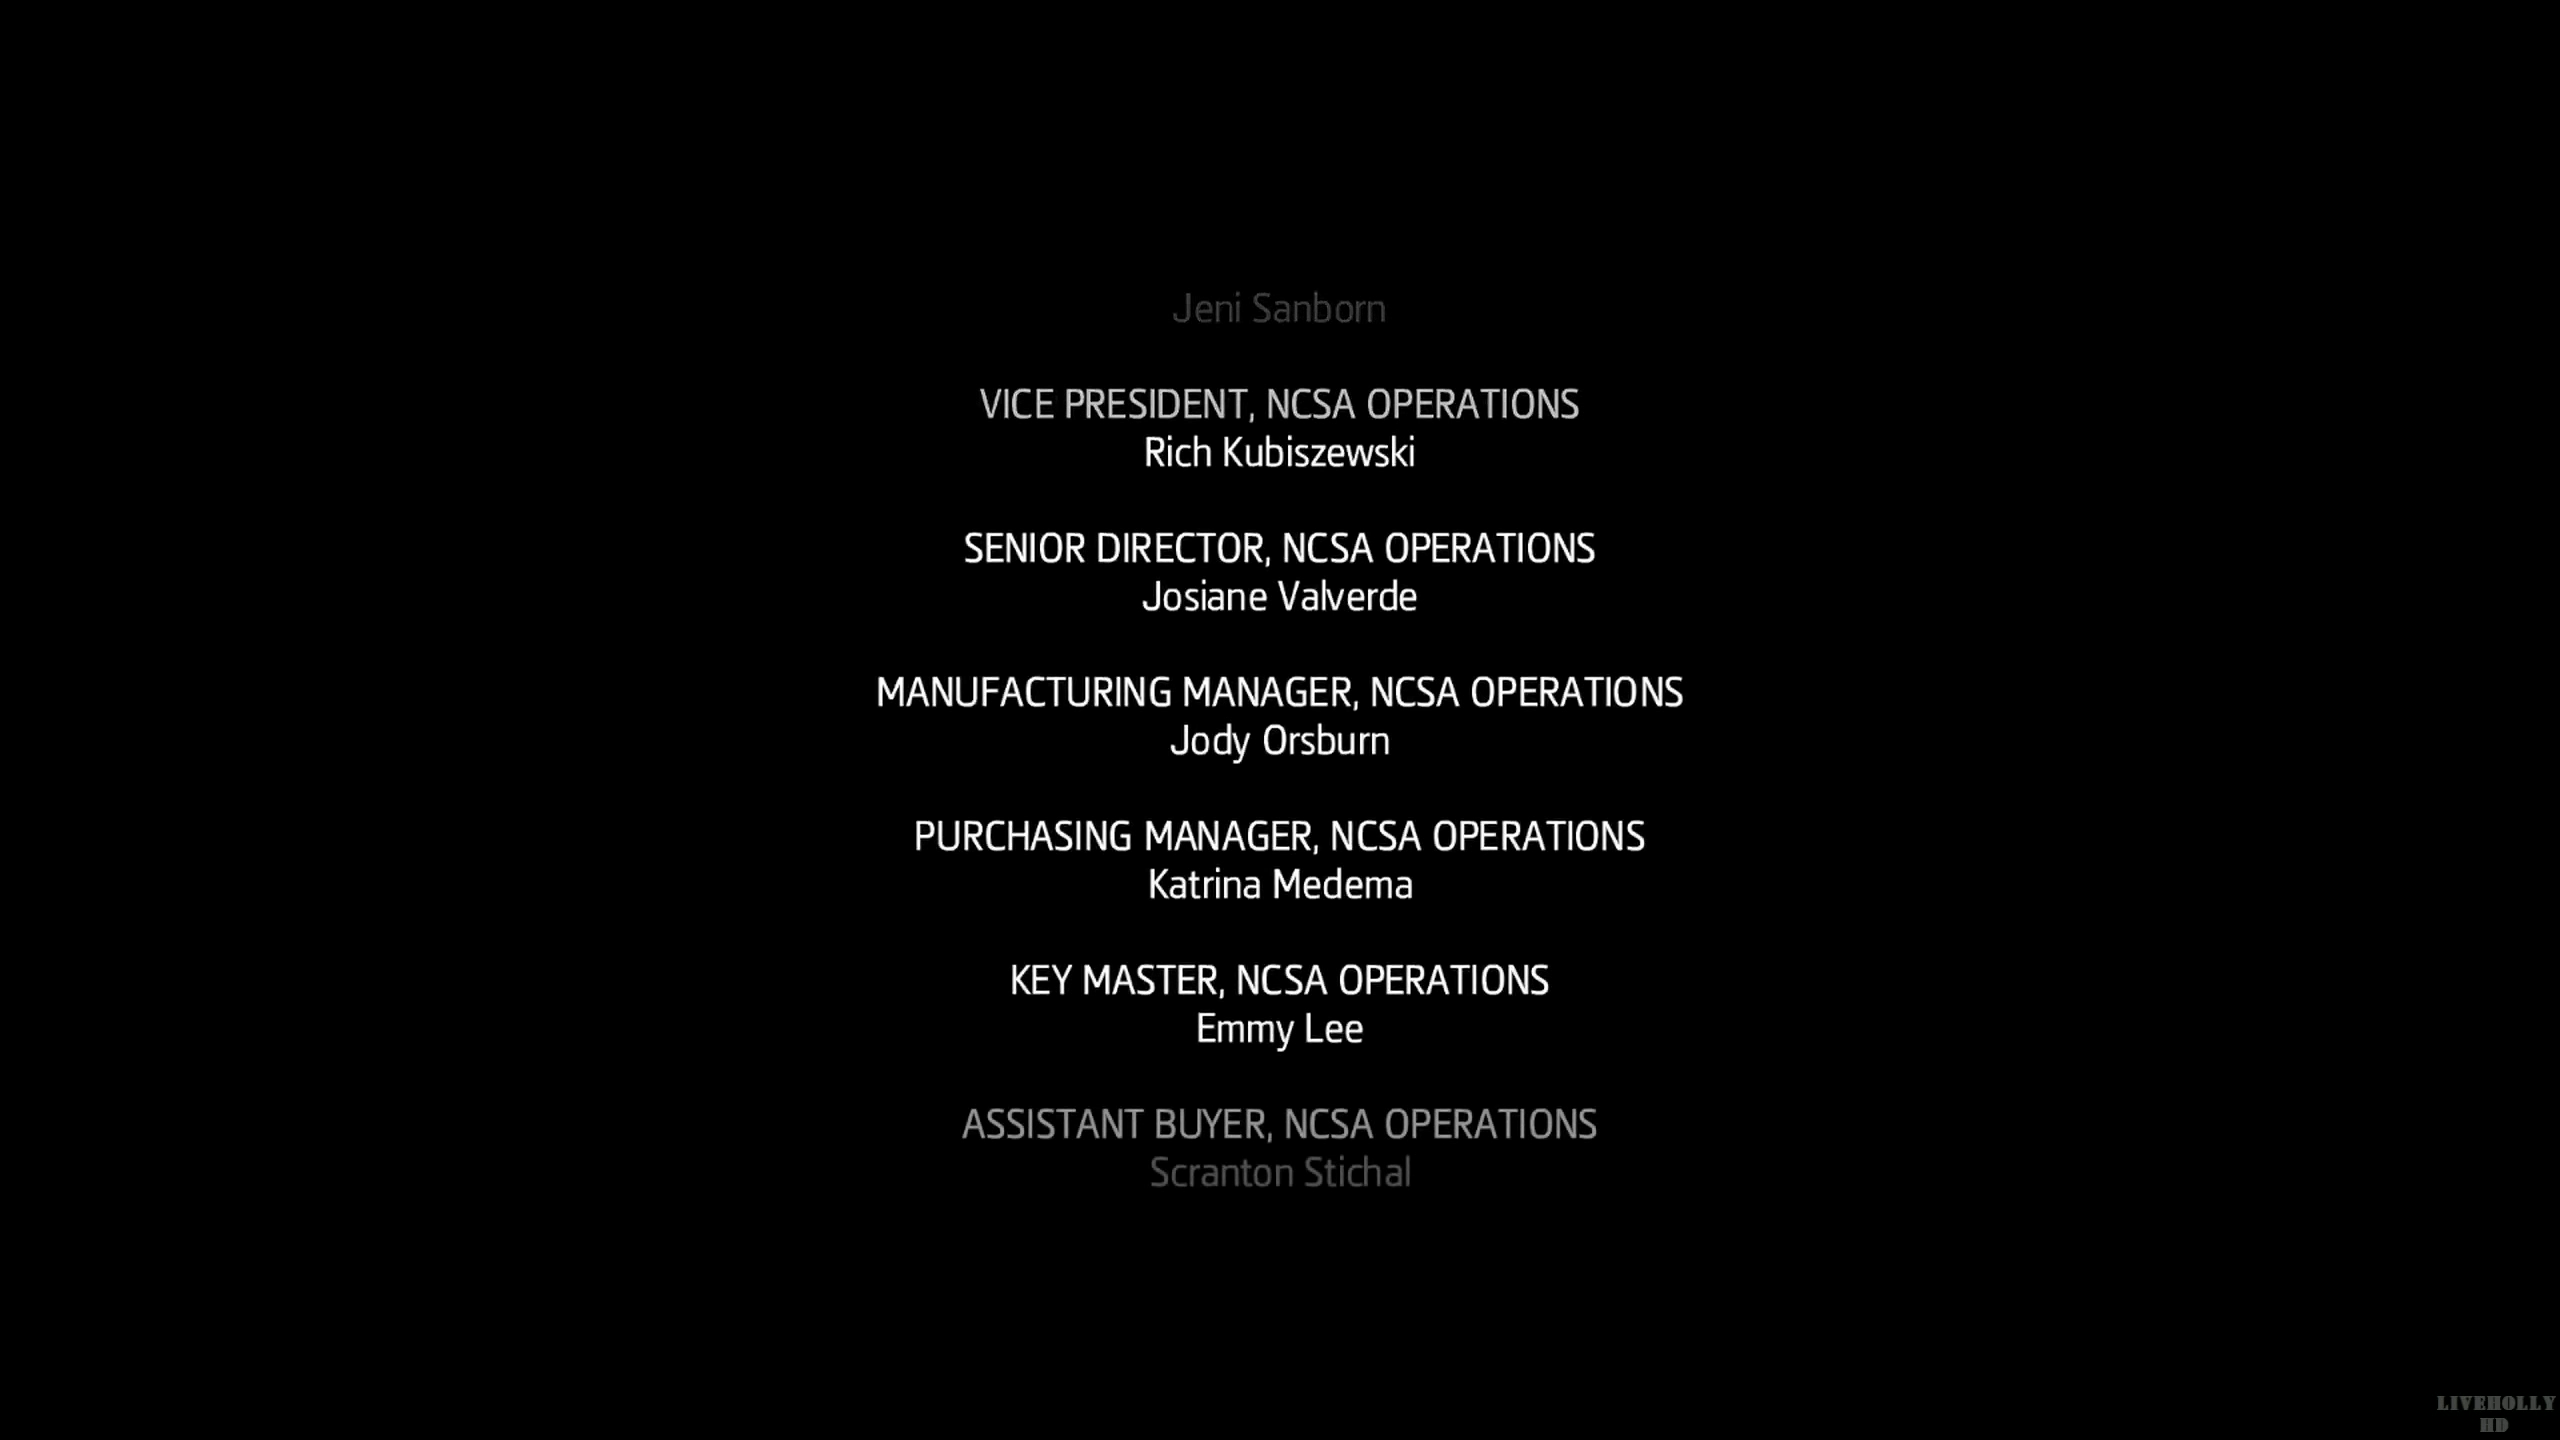 Jeni Sanborn
VICE PRESIDENT, NCSA OPERATIONS
Rich Kubiszewski
SENIOR DIRECTOR, NCSA OPERATIONS
Josiane Valverde
MANUFACTURING MANAGER, NCSA OPERATIONS
Jody Orsburn
PURCHASING MANAGER, NCSA OPERATIONS
Katrina Medema
KEY MASTER, NCSA OPERATIONS
Emmy Lee
ASSISTANT BUYER, NCSA OPERATIONS
Scranton Stichal
LIVEHOLLY
HD